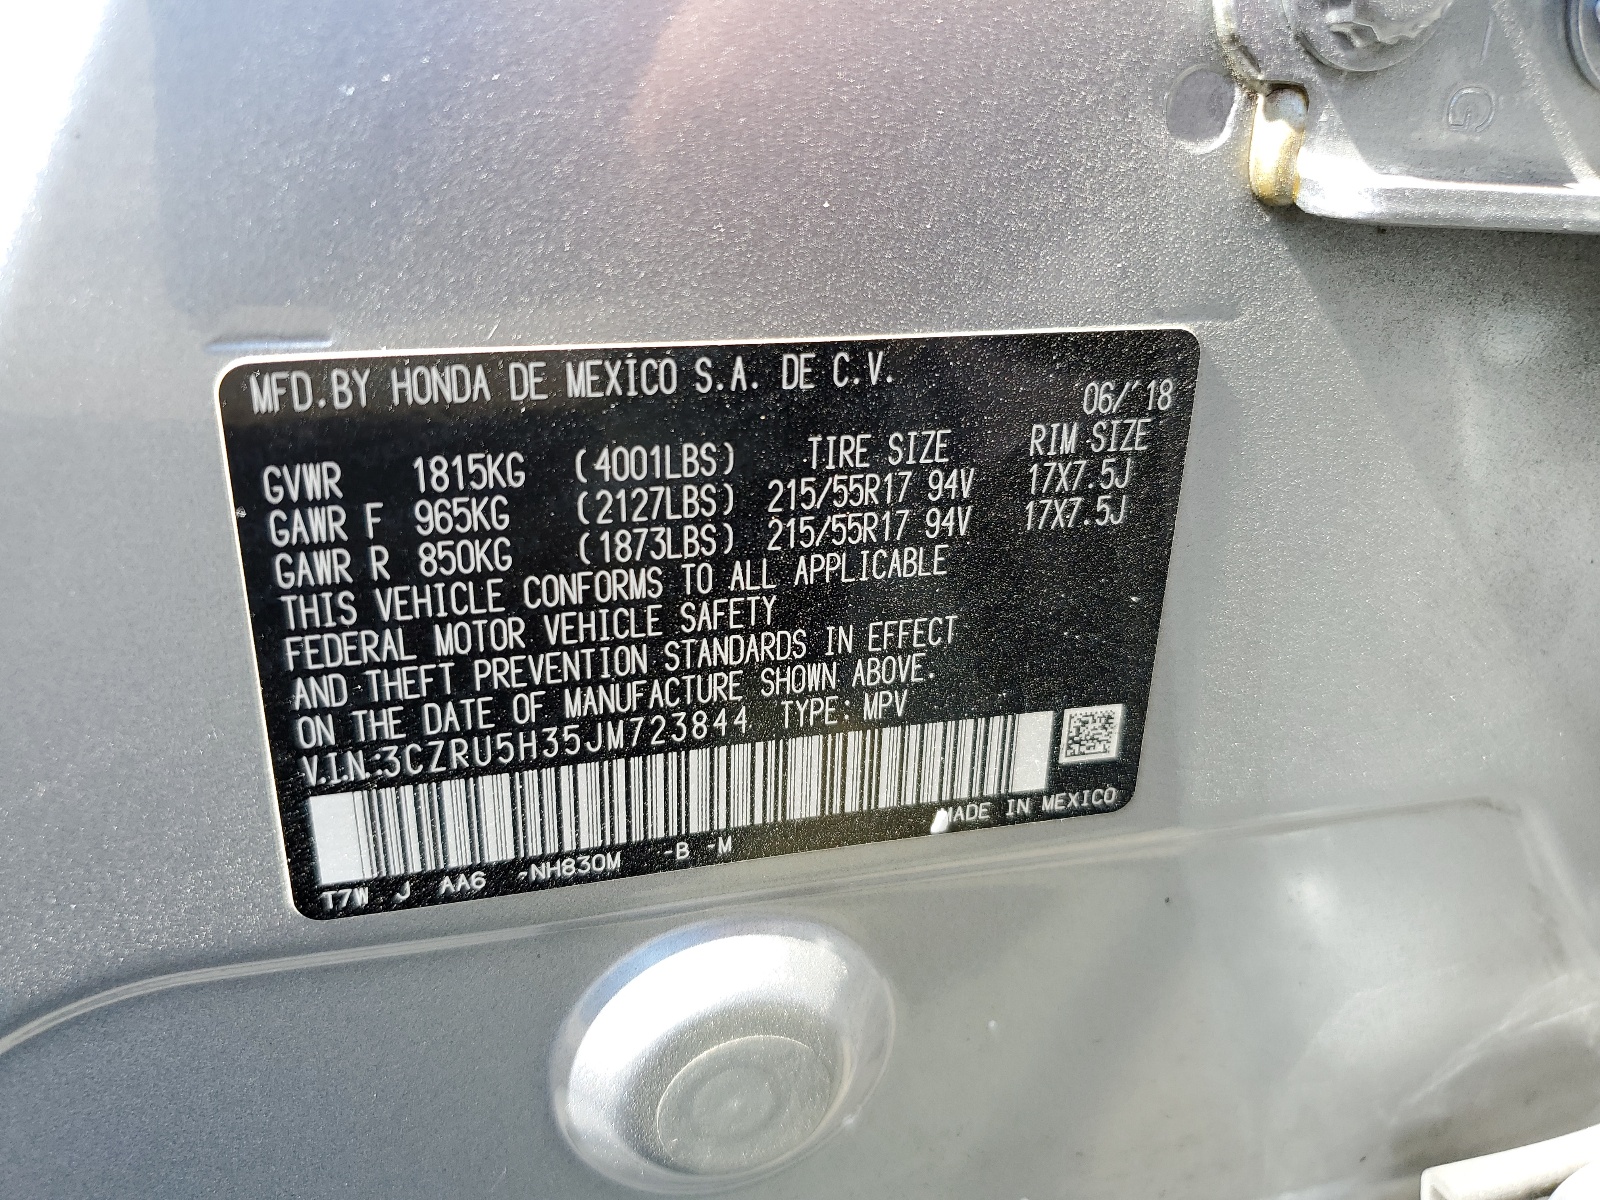 MFD.BY HONDA DE MEXICO S.A. DE C.V.
06/'18
GVWR 1815KG (4001LBS) TIRE SIZE RIM SIZE
GAWR F 965KG (2127LBS) 215/55R17 94V 17X7.5J
GAWR R 850KG (1873LBS) 215/55R17 94V 17X7.5J
THIS VEHICLE CONFORMS TO ALL APPLICABLE
FEDERAL MOTOR VEHICLE SAFETY
AND THEFT PREVENTION STANDARDS IN EFFECT
ON THE DATE OF MANUFACTURE SHOWN ABOVE.
V.I.N:3CZRU5H35JM723844 TYPE: MPV
MADE IN MEXICO
T7W J AA6 -NH830M -B -M
G